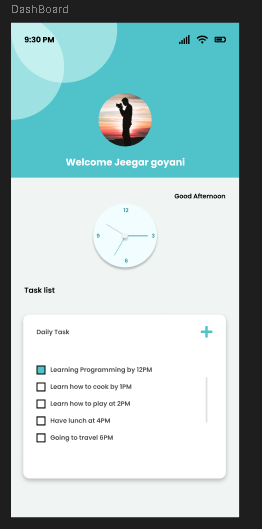 DashBoard
9:30 PM
Welcome Jeegar goyani
Good Afternoon
12
9
3
6
Task list
Daily Task
Learning Programming by 12PM
Learn how to cook by 1PM
Learn how to play at 2PM
Have lunch at 4PM
Going to travel 6PM